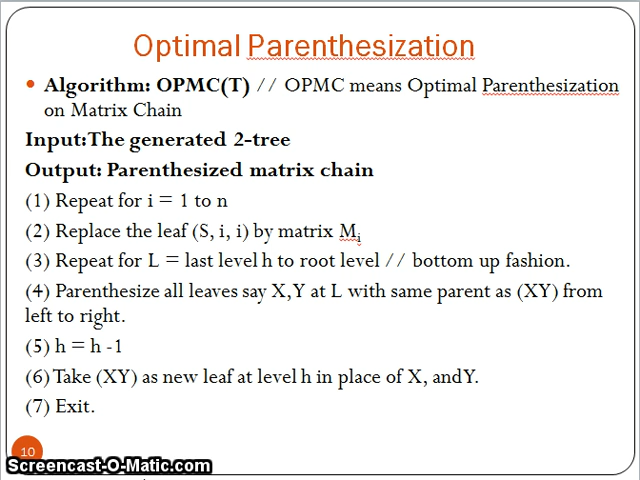 Optimal Parenthesization
• Algorithm: OPMC(T) // OPMC means Optimal Parenthesization
on Matrix Chain
Input:The generated 2-tree
Output: Parenthesized matrix chain
(1) Repeat for i = 1 to n
(2) Replace the leaf (S, i, i) by matrix Mi
(3) Repeat for L = last level h to root level // bottom up fashion.
(4) Parenthesize all leaves say X,Y at L with same parent as (XY) from
left to right.
(5) h = h -1
(6) Take (XY) as new leaf at level h in place of X, andY.
(7) Exit.
10
Screencast-O-Matic.com